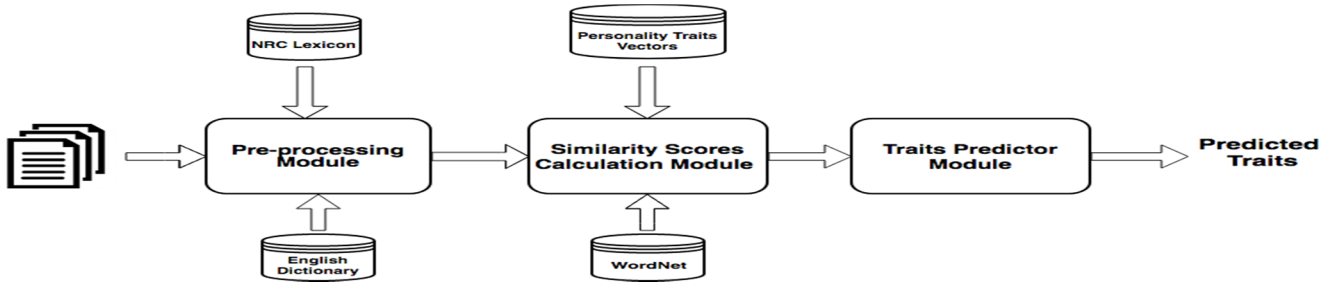 NRC Lexicon
Personality Traits
Vectors
Pre-processing
Module
Similarity Scores
Calculation Module
Traits Predictor
Module
Predicted
Traits
English
Dictionary
WordNet